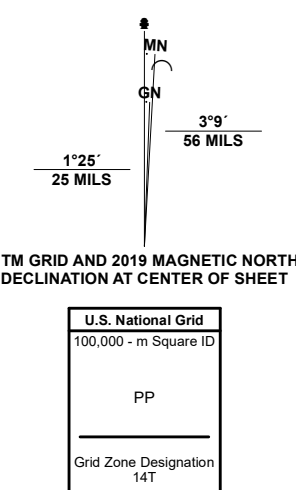 MN
GN
3°9´
56 MILS
1°25´
25 MILS
TM GRID AND 2019 MAGNETIC NORTH
DECLINATION AT CENTER OF SHEET
U.S. National Grid
100,000 - m Square ID
PP
Grid Zone Designation
14T